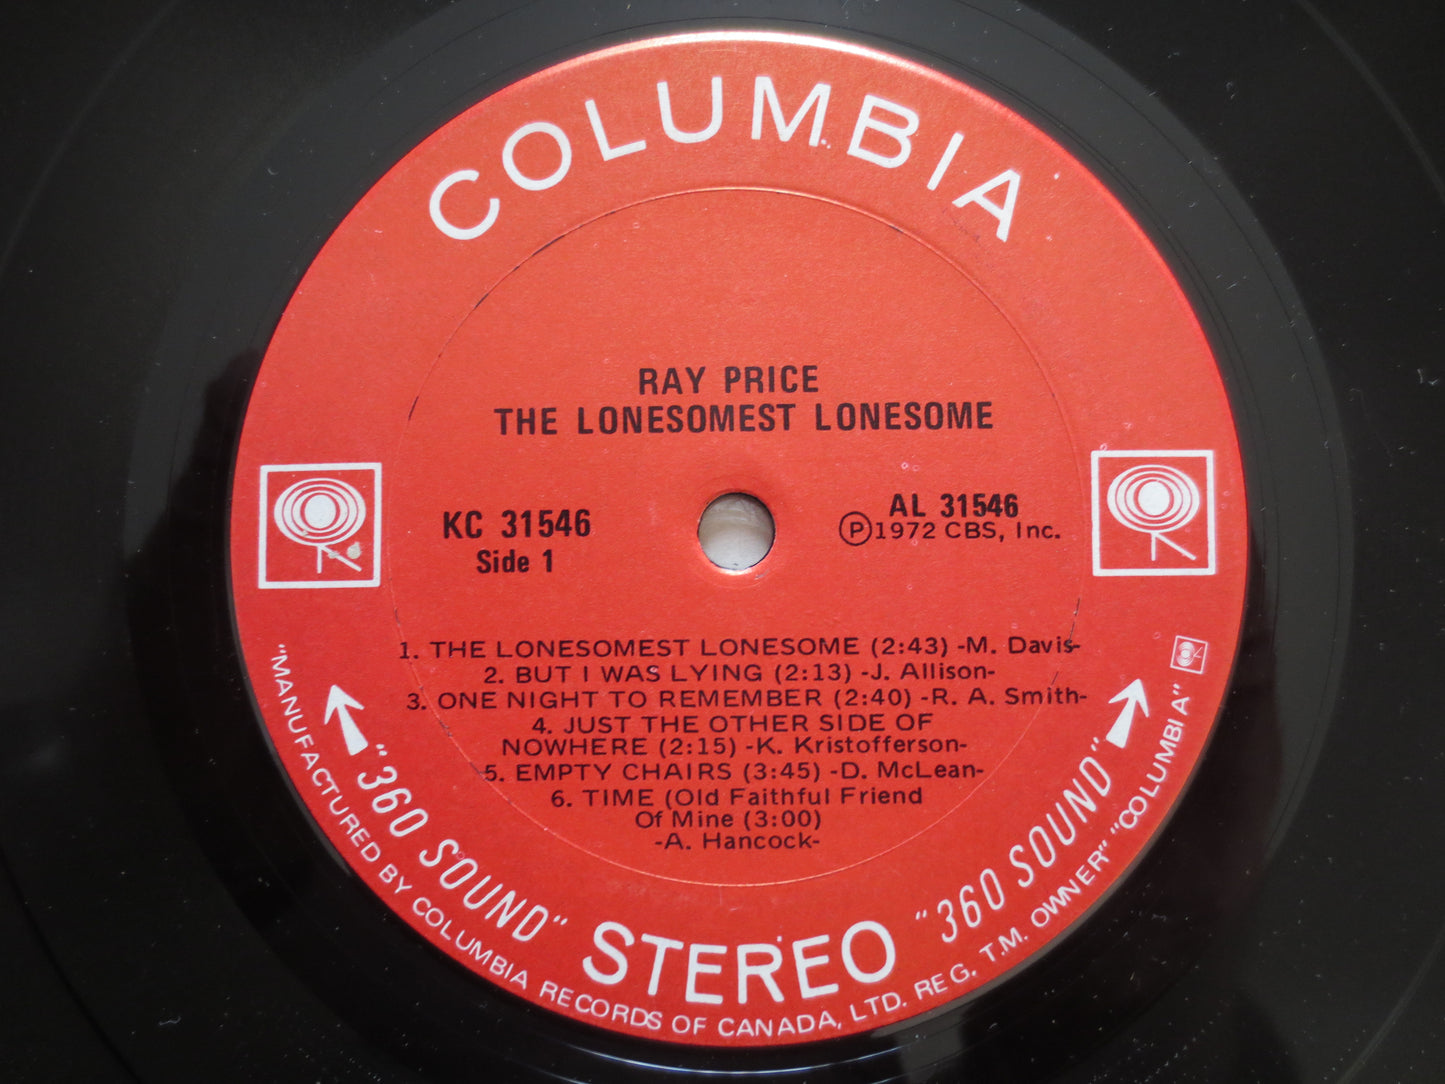 COLUMBIA
RAY PRICE
THE LONESOMEST LONESOME
KC 31546
Side 1
AL 31546
Ⓟ1972 CBS, Inc.
1. THE LONESOMEST LONESOME (2:43) -M. Davis-
2. BUT I WAS LYING (2:13) -J. Allison-
3. ONE NIGHT TO REMEMBER (2:40) -R. A. Smith-
4. JUST THE OTHER SIDE OF
NOWHERE (2:15) -K. Kristofferson-
5. EMPTY CHAIRS (3:45) -D. McLean-
6. TIME (Old Faithful Friend
Of Mine (3:00)
-A. Hancock-
"360 SOUND" STEREO "360 SOUND"
"MANUFACTURED BY COLUMBIA RECORDS OF CANADA, LTD. REG. T.M. OWNER" "COLUMBIA"